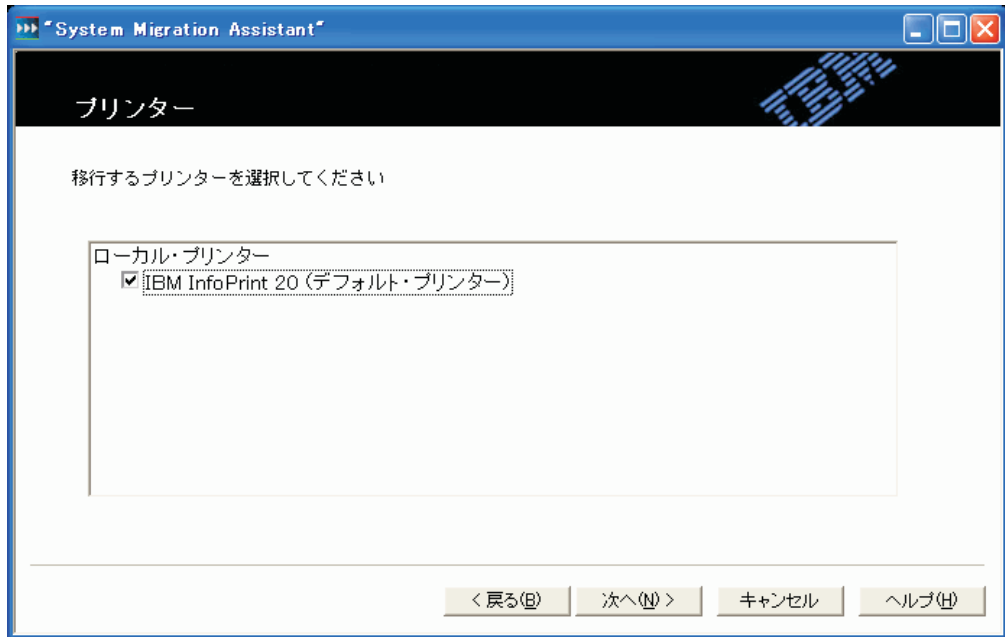 "System Migration Assistant"
IBM
プリンター
移行するプリンターを選択してください
ローカル・プリンター
IBM InfoPrint 20 (デフォルト・プリンター)
< 戻る(B)
次へ(N) >
キャンセル
ヘルプ(H)